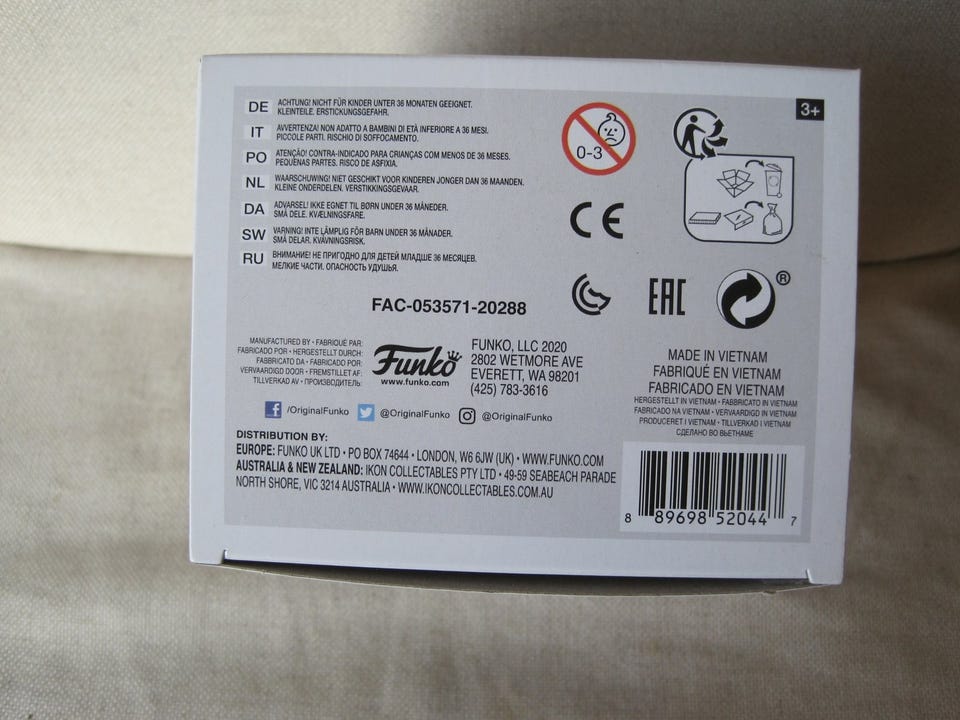 3+
DE ACHTUNG! NICHT FÜR KINDER UNTER 36 MONATEN GEEIGNET.
KLEINTEILE. ERSTICKUNGSGEFAHR.
IT AVVERTENZA! NON ADATTO A BAMBINI DI ETÀ INFERIORE A 36 MESI.
PICCOLE PARTI. RISCHIO DI SOFFOCAMENTO.
PO ATENÇÃO! CONTRA-INDICADO PARA CRIANÇAS COM MENOS DE 36 MESES.
PEQUENAS PARTES. RISCO DE ASFIXIA.
NL WAARSCHUWING! NIET GESCHIKT VOOR KINDEREN JONGER DAN 36 MAANDEN.
KLEINE ONDERDELEN. VERSTIKKINGSGEVAAR.
DA ADVARSEL! IKKE EGNET TIL BØRN UNDER 36 MÅNEDER.
SMÅ DELE. KVÆLNINGSFARE.
SW VARNING! INTE LÄMPLIG FÖR BARN UNDER 36 MÅNADER.
SMÅ DELAR. KVÄVNINGSRISK.
RU ВНИМАНИЕ! НЕ ПРИГОДНО ДЛЯ ДЕТЕЙ МЛАДШЕ 36 МЕСЯЦЕВ.
МЕЛКИЕ ЧАСТИ. ОПАСНОСТЬ УДУШЬЯ.
0-3
CE
EAC
®
FAC-053571-20288
MANUFACTURED BY • FABRIQUÉ PAR:
FABRICADO POR • HERGESTELLT DURCH:
FABBRICATO DA • FABRICADO POR:
VERVAARDIGD DOOR • FREMSTILLET AF:
TILLVERKAD AV • ПРОИЗВОДИТЕЛЬ:
Funko
www.funko.com
FUNKO, LLC 2020
2802 WETMORE AVE
EVERETT, WA 98201
(425) 783-3616
f /OriginalFunko @OriginalFunko @OriginalFunko
DISTRIBUTION BY:
EUROPE: FUNKO UK LTD • PO BOX 74644 • LONDON, W6 6JW (UK) • WWW.FUNKO.COM
AUSTRALIA & NEW ZEALAND: IKON COLLECTABLES PTY LTD • 49-59 SEABEACH PARADE
NORTH SHORE, VIC 3214 AUSTRALIA • WWW.IKONCOLLECTABLES.COM.AU
MADE IN VIETNAM
FABRIQUÉ EN VIETNAM
FABRICADO EN VIETNAM
HERGESTELLT IN VIETNAM • FABBRICATO IN VIETNAM
FABRICADO NA VIETNAM • VERVAARDIGD IN VIETNAM
PRODUCERET I VIETNAM • TILLVERKAD I VIETNAM
СДЕЛАНО ВО ВЬЕТНАМЕ
8 89698 52044 7